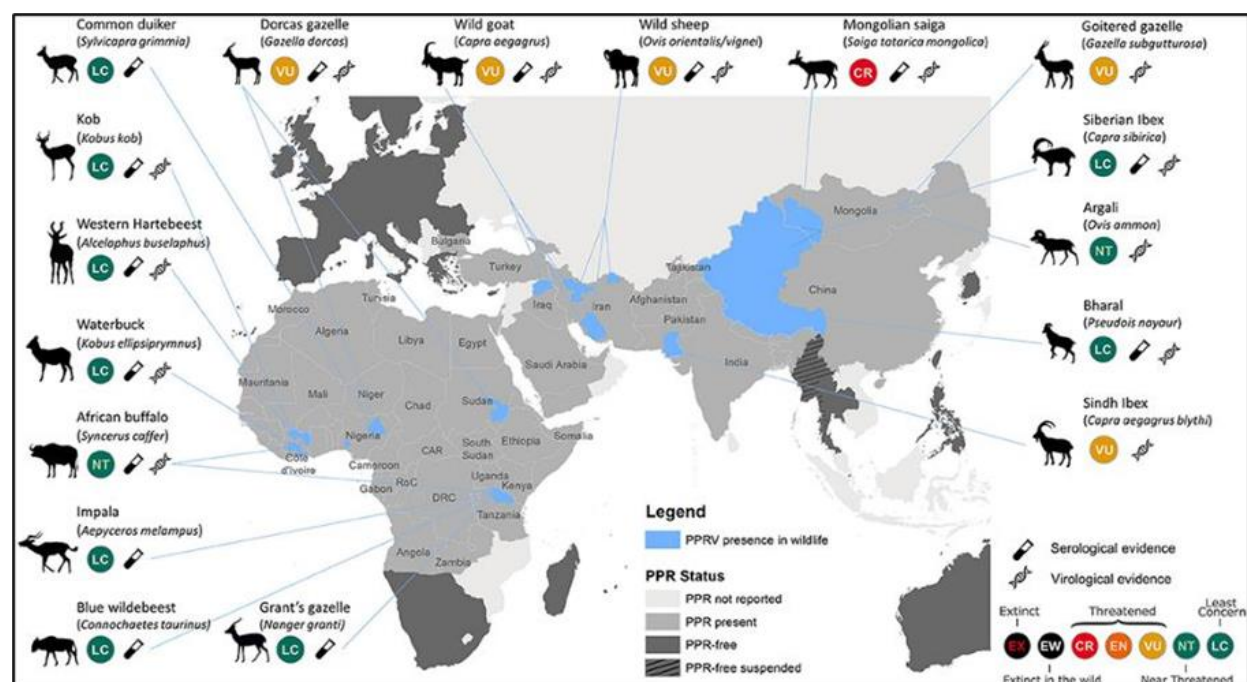 Common duiker
(Sylvicapra grimmia)
LC
Dorcas gazelle
(Gazella dorcas)
VU
Wild goat
(Capra aegagrus)
VU
Wild sheep
(Ovis orientalis/vignei)
VU
Mongolian saiga
(Saiga tatarica mongolica)
CR
Goitered gazelle
(Gazella subgutturosa)
VU
Kob
(Kobus kob)
LC
Siberian Ibex
(Capra sibirica)
LC
Western Hartebeest
(Alcelaphus buselaphus)
LC
Argali
(Ovis ammon)
NT
Waterbuck
(Kobus ellipsiprymnus)
LC
Bharal
(Pseudois nayaur)
LC
African buffalo
(Syncerus caffer)
NT
Sindh Ibex
(Capra aegagrus blythi)
VU
Impala
(Aepyceros melampus)
LC
Blue wildebeest
(Connochaetes taurinus)
LC
Grant's gazelle
(Nanger granti)
LC
Bulgaria
Turkey
Mongolia
Tajikistan
China
Morocco
Tunisia
Algeria
Libya
Egypt
Iraq
Iran
Afghanistan
Pakistan
India
Saudi Arabia
Mauritania
Mali
Niger
Chad
Sudan
Nigeria
CAR
South
Sudan
Ethiopia
Somalia
Côte
d'Ivoire
Cameroon
Gabon
RoC
DRC
Uganda
Kenya
Tanzania
Angola
Zambia
Legend
PPRV presence in wildlife
PPR Status
PPR not reported
PPR present
PPR-free
PPR-free suspended
Serological evidence
Virological evidence
Extinct
Threatened
Least
Concern
EX
EW
CR
EN
VU
NT
LC
Extinct in the wild
Near Threatened